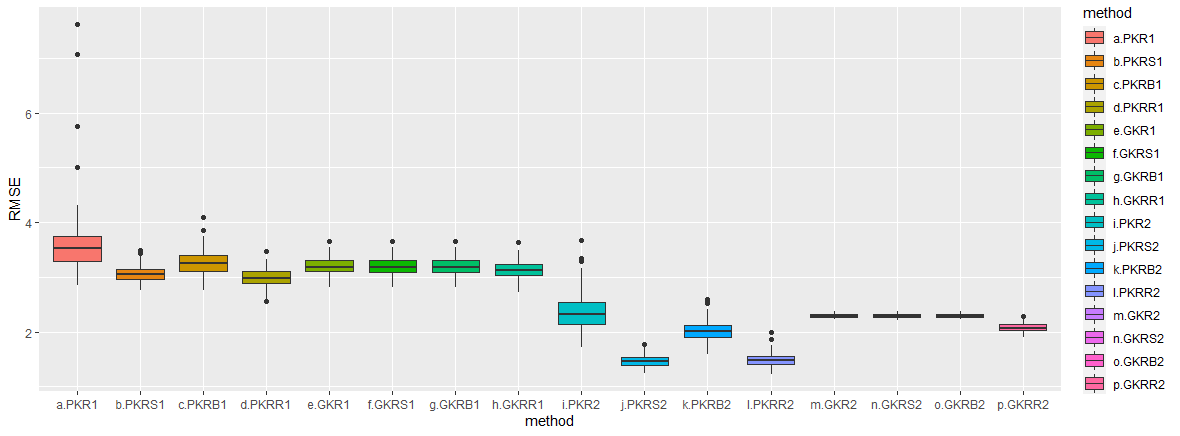 RMSE
6
4
2
a.PKR1 b.PKRS1 c.PKRB1 d.PKRR1 e.GKR1 f.GKRS1 g.GKRB1 h.GKRR1 i.PKR2 j.PKRS2 k.PKRB2 l.PKRR2 m.GKR2 n.GKRS2 o.GKRB2 p.GKRR2
method
method
a.PKR1
b.PKRS1
c.PKRB1
d.PKRR1
e.GKR1
f.GKRS1
g.GKRB1
h.GKRR1
i.PKR2
j.PKRS2
k.PKRB2
l.PKRR2
m.GKR2
n.GKRS2
o.GKRB2
p.GKRR2